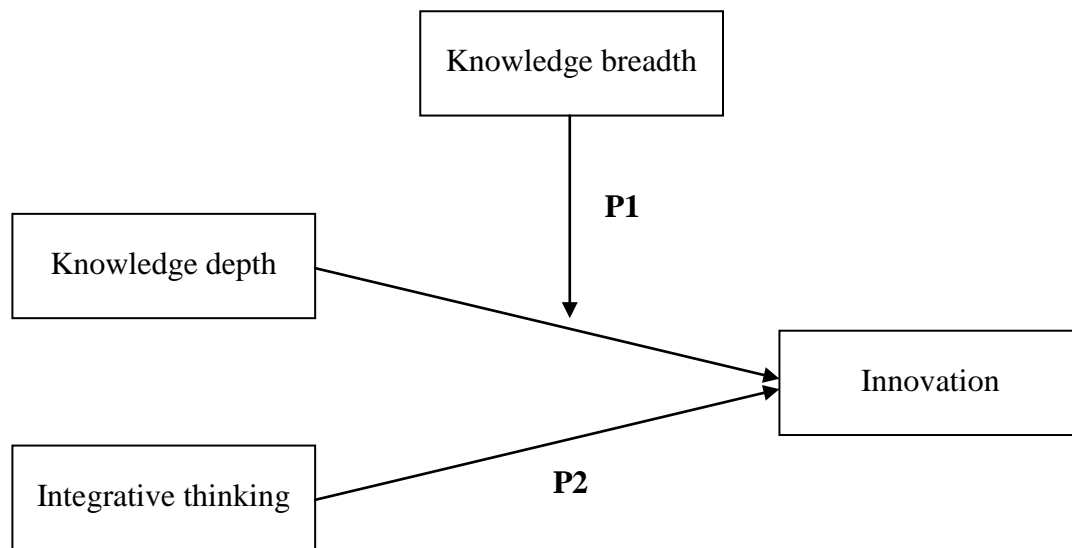 Knowledge breadth
P1
Knowledge depth
Innovation
Integrative thinking
P2